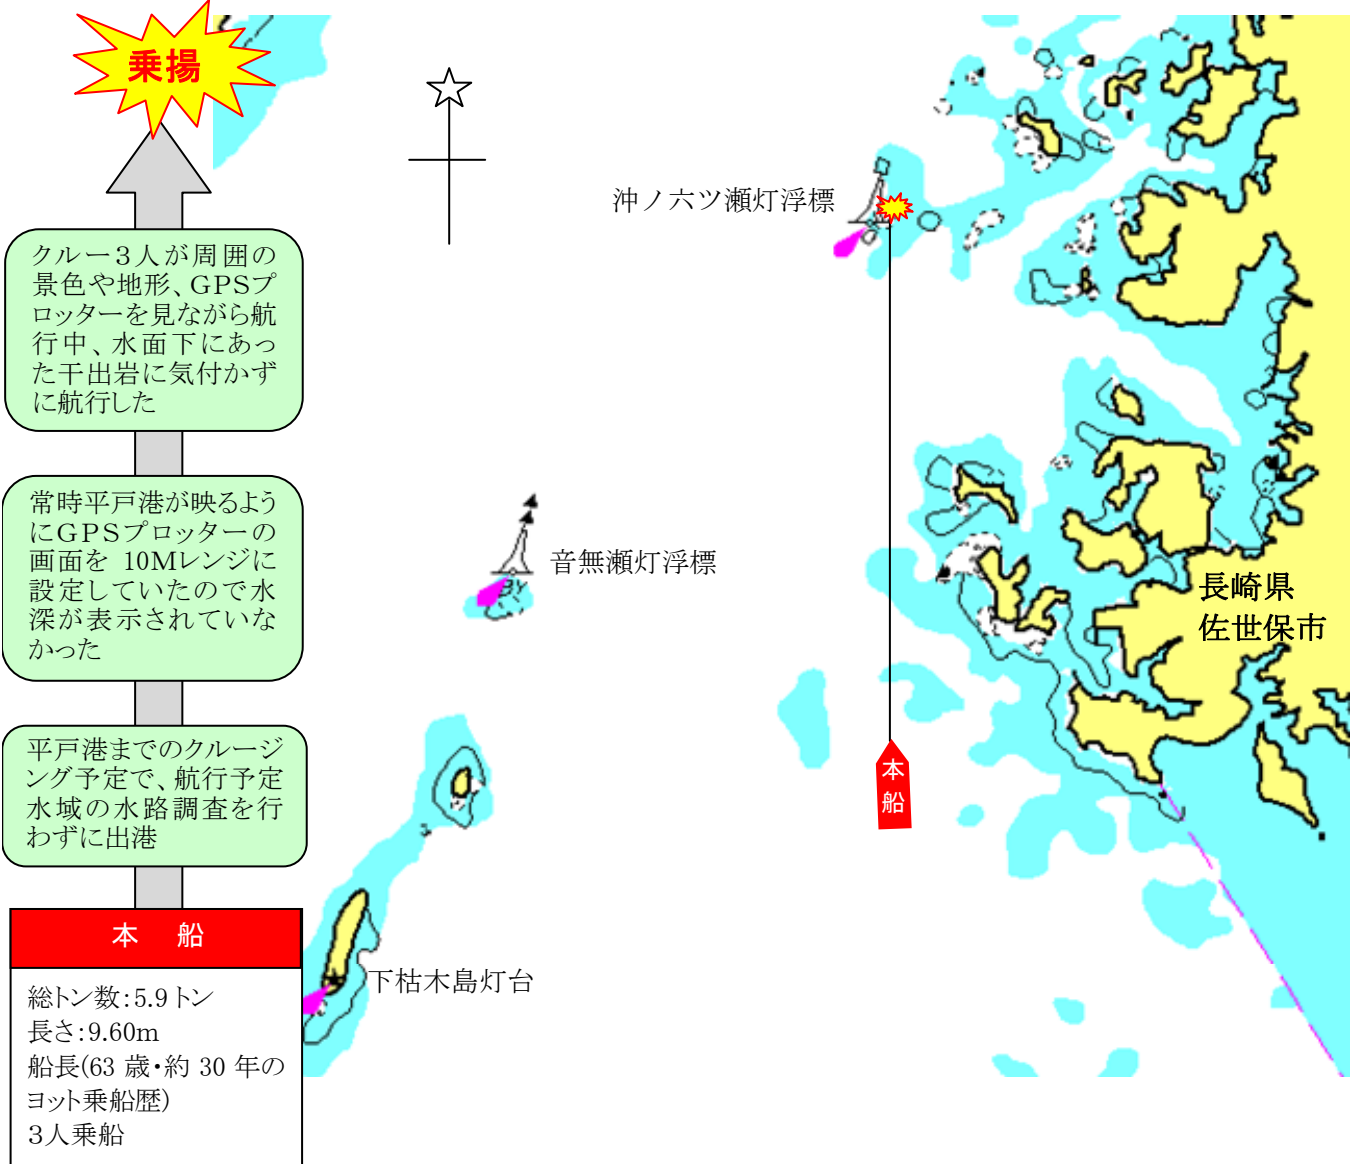 乗揚
クルー３人が周囲の
景色や地形、GPSプ
ロッターを見ながら航
行中、水面下にあっ
た干出岩に気付かず
に航行した
常時平戸港が映るよう
にGPSプロッターの
画面を 10Mレンジに
設定していたので水
深が表示されていな
かった
平戸港までのクルージ
ング予定で、航行予定
水域の水路調査を行
わずに出港
本　船
総トン数：5.9トン
長さ：9.60m
船長(63 歳・約 30 年の
ヨット乗船歴)
３人乗船
沖ノ六ツ瀬灯浮標
音無瀬灯浮標
BY
長崎県
佐世保市
本
船
下枯木島灯台